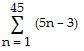 45
∑ (5n – 3)
n = 1